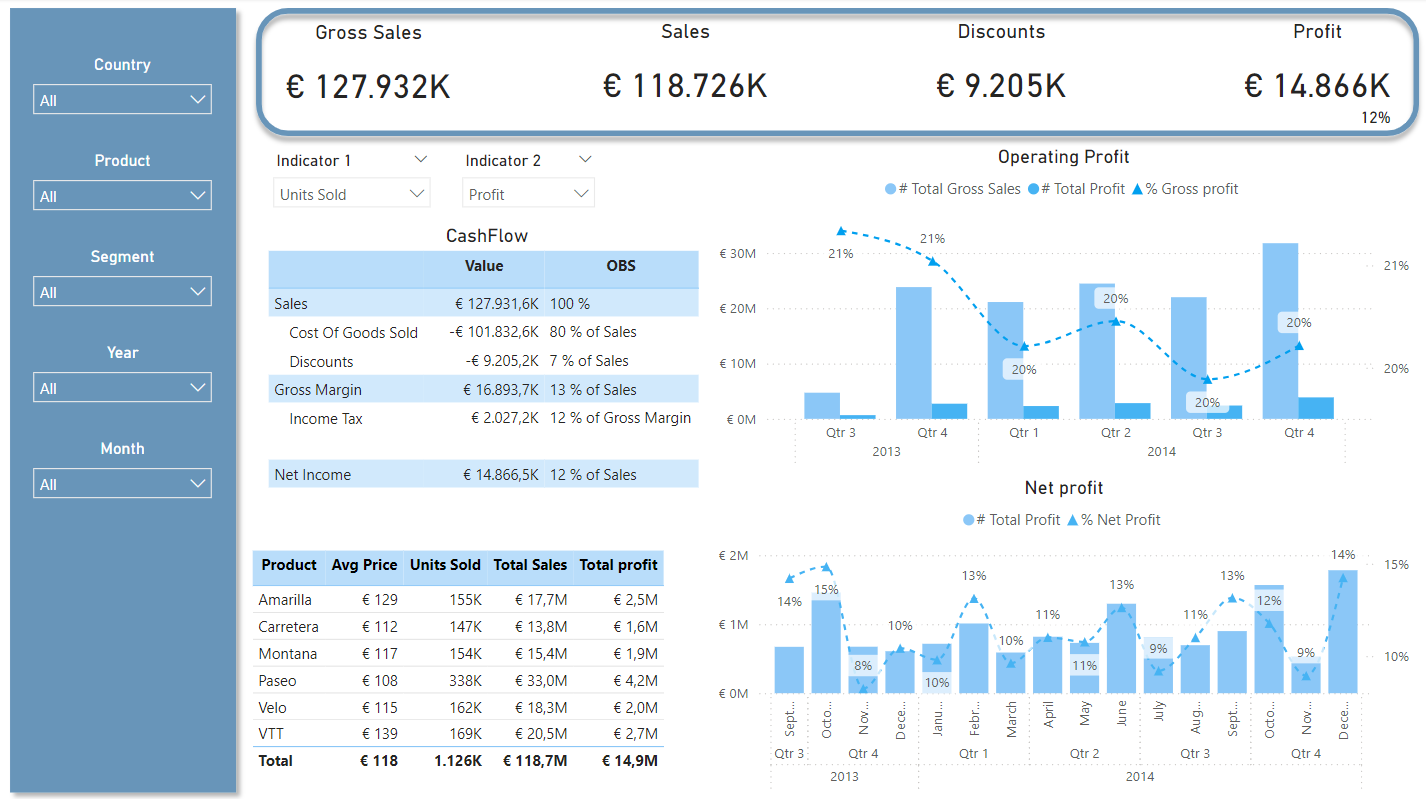 Country
All
Product
All
Segment
All
Year
All
Month
All
Gross Sales
€ 127.932K
Sales
€ 118.726K
Discounts
€ 9.205K
Profit
€ 14.866K
12%
Indicator 1
Units Sold
Indicator 2
Profit
CashFlow
Value OBS
Sales € 127.931,6K 100 %
Cost Of Goods Sold -€ 101.832,6K 80 % of Sales
Discounts -€ 9.205,2K 7 % of Sales
Gross Margin € 16.893,7K 13 % of Sales
Income Tax € 2.027,2K 12 % of Gross Margin
Net Income € 14.866,5K 12 % of Sales
Product Avg Price Units Sold Total Sales Total profit
Amarilla € 129 155K € 17,7M € 2,5M
Carretera € 112 147K € 13,8M € 1,6M
Montana € 117 154K € 15,4M € 1,9M
Paseo € 108 338K € 33,0M € 4,2M
Velo € 115 162K € 18,3M € 2,0M
VTT € 139 169K € 20,5M € 2,7M
Total € 118 1.126K € 118,7M € 14,9M
Operating Profit
# Total Gross Sales # Total Profit % Gross profit
€ 30M
€ 20M
€ 10M
€ 0M
21%
21%
20%
20%
20%
20%
21%
20%
Qtr 3 Qtr 4 Qtr 1 Qtr 2 Qtr 3 Qtr 4
2013 2014
Net profit
# Total Profit % Net Profit
€ 2M
€ 1M
€ 0M
14%
15%
8%
10%
10%
13%
10%
11%
11%
13%
9%
11%
13%
12%
9%
14%
15%
10%
Sept...
Octo...
Nov...
Dece...
Janu...
Febr...
March
April
May
June
July
Aug...
Sept...
Octo...
Nov...
Dece...
Qtr 3 Qtr 4 Qtr 1 Qtr 2 Qtr 3 Qtr 4
2013 2014